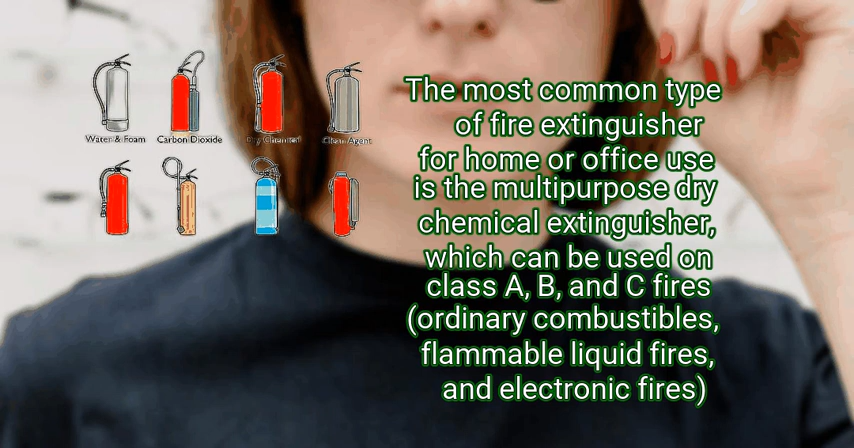 Water & Foam Carbon Dioxide Dry Chemical Clean Agent
The most common type
of fire extinguisher
for home or office use
is the multipurpose dry
chemical extinguisher,
which can be used on
class A, B, and C fires
(ordinary combustibles,
flammable liquid fires,
and electronic fires)